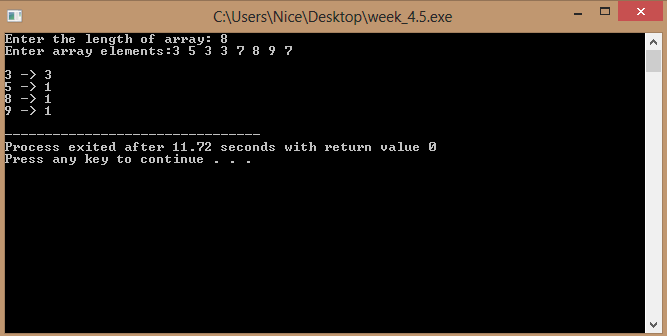 C:\Users\Nice\Desktop\week_4.5.exe
Enter the length of array: 8
Enter array elements:3 5 3 3 7 8 9 7
3 -> 3
5 -> 1
8 -> 1
9 -> 1
--------------------------------
Process exited after 11.72 seconds with return value 0
Press any key to continue . . .